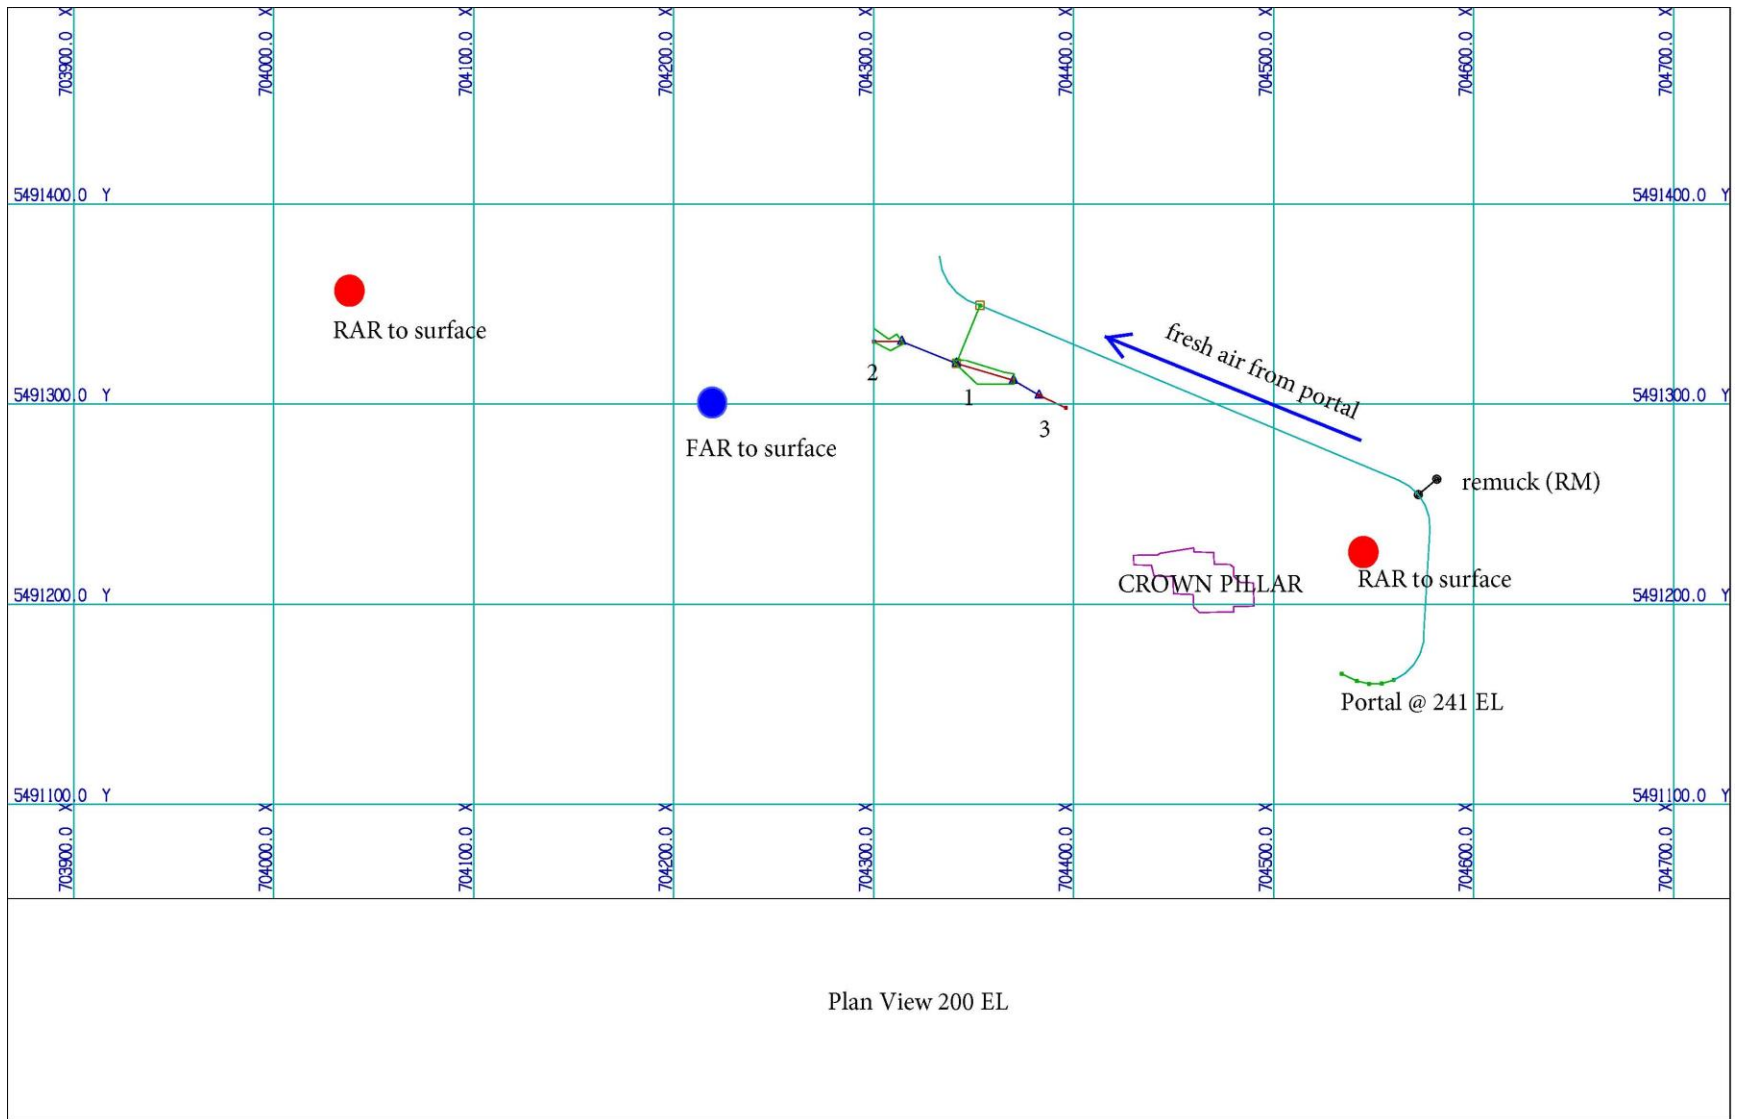 X X X X X X X X X
703900.0 704000.0 704100.0 704200.0 704300.0 704400.0 704500.0 704600.0 704700.0
5491400.0 Y 5491400.0 Y
fresh air from portal
RAR to surface
2
1
5491300.0 Y 5491300.0 Y
3
FAR to surface
remuck (RM)
CROWN PILLAR
RAR to surface
5491200.0 Y 5491200.0 Y
Portal @ 241 EL
5491100.0 Y 5491100.0 Y
X X X X X X X X X
703900.0 704000.0 704100.0 704200.0 704300.0 704400.0 704500.0 704600.0 704700.0
Plan View 200 EL